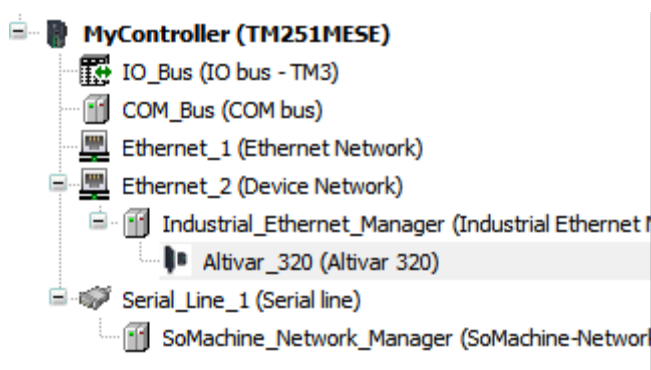 MyController (TM251MESE)
IO_Bus (IO bus - TM3)
COM_Bus (COM bus)
Ethernet_1 (Ethernet Network)
Ethernet_2 (Device Network)
Industrial_Ethernet_Manager (Industrial Ethernet
Altivar_320 (Altivar 320)
Serial_Line_1 (Serial line)
SoMachine_Network_Manager (SoMachine-Networ